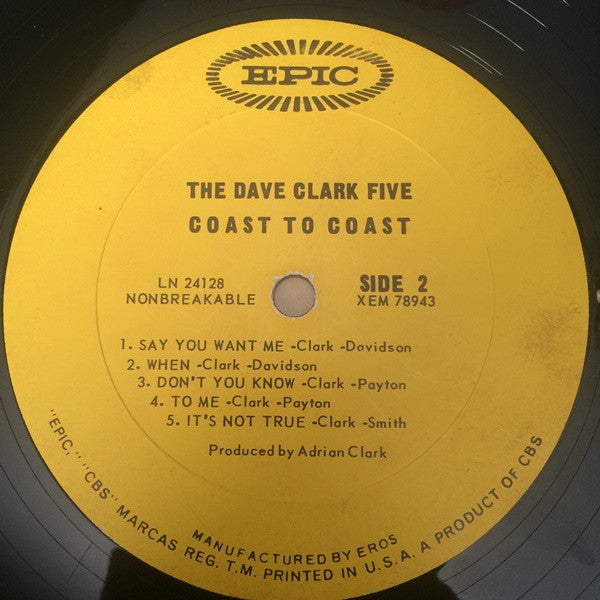 EPIC
THE DAVE CLARK FIVE
COAST TO COAST
LN 24128
NONBREAKABLE
SIDE 2
XEM 78943
1. SAY YOU WANT ME -Clark -Davidson
2. WHEN -Clark -Davidson
3. DON'T YOU KNOW -Clark -Payton
4. TO ME -Clark -Payton
5. IT'S NOT TRUE -Clark -Smith
Produced by Adrian Clark
MANUFACTURED BY EROS
"EPIC," "CBS" MARCAS REG. T.M. PRINTED IN U.S.A. A PRODUCT OF CBS